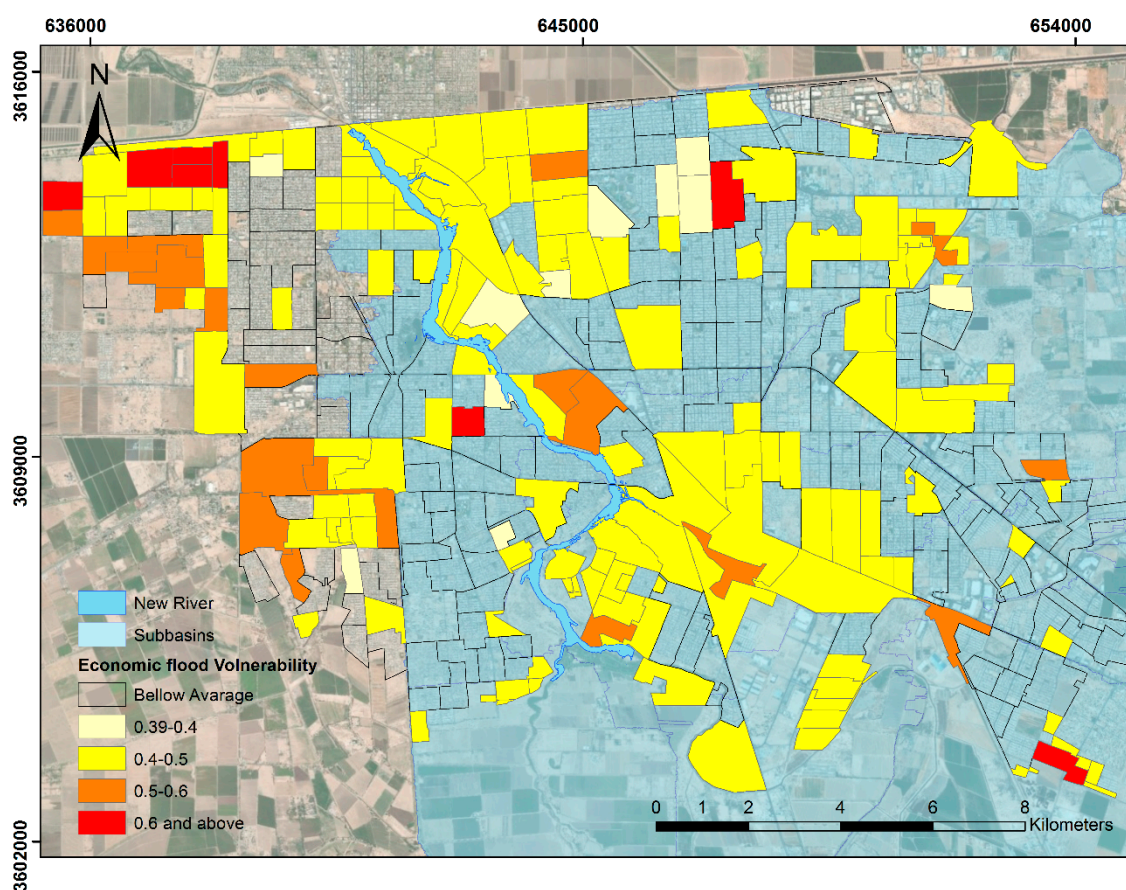 636000 645000 654000
3616000
N
3609000
New River
Subbasins
Economic flood Volnerability
Bellow Avarage
0.39-0.4
0.4-0.5
0.5-0.6
0.6 and above
0 1 2 4 6 8
Kilometers
3602000